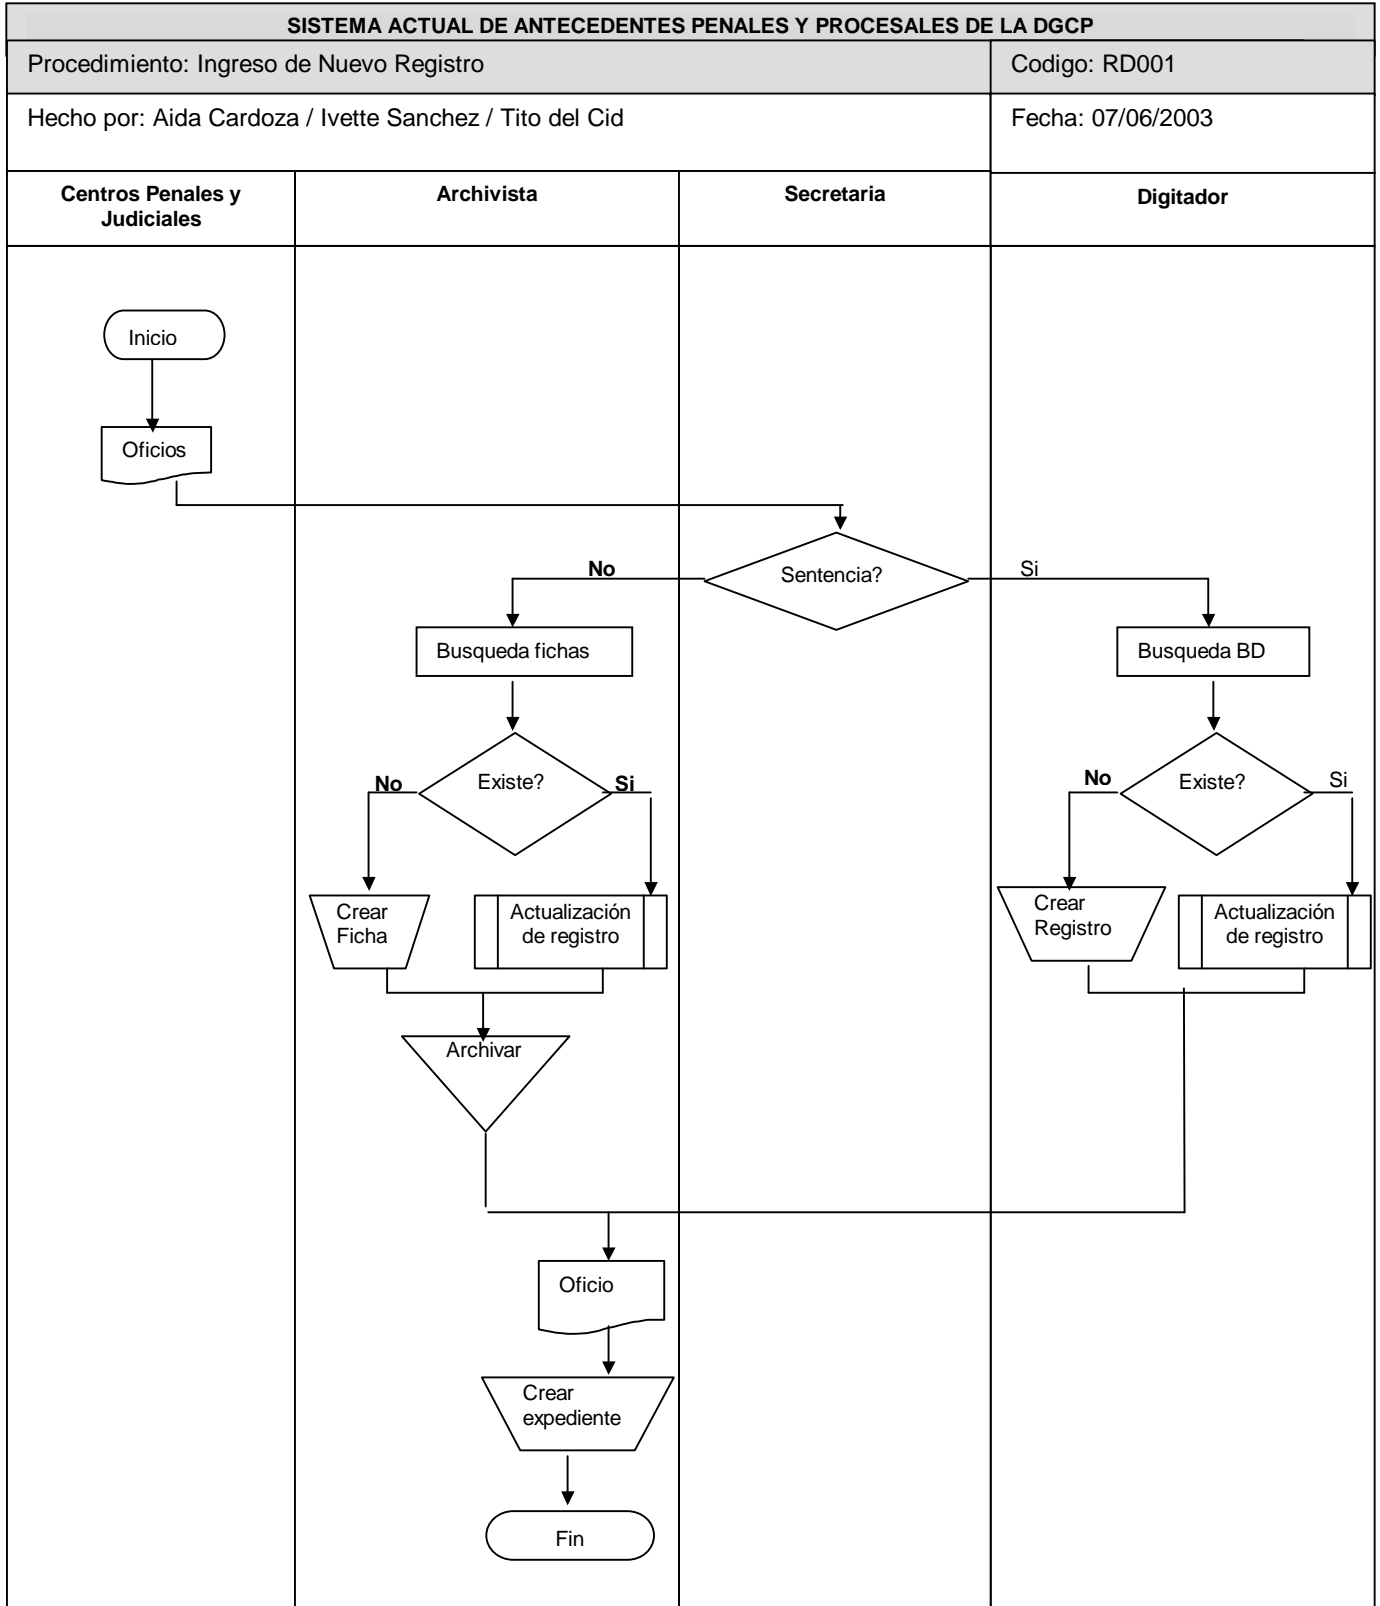 SISTEMA ACTUAL DE ANTECEDENTES PENALES Y PROCESALES DE LA DGCP
Procedimiento: Ingreso de Nuevo Registro
Codigo: RD001
Hecho por: Aida Cardoza / Ivette Sanchez / Tito del Cid
Fecha: 07/06/2003
Centros Penales y
Judiciales
Archivista
Secretaria
Digitador
Inicio
Oficios
Sentencia?
No
Si
Busqueda fichas
Busqueda BD
Existe?
No
Si
Existe?
No
Si
Crear
Ficha
Actualización
de registro
Crear
Registro
Actualización
de registro
Archivar
Oficio
Crear
expediente
Fin